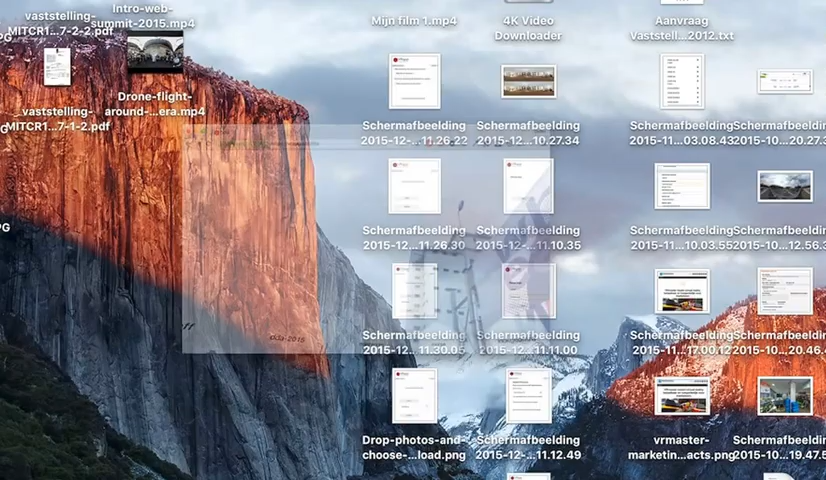 vaststelling-
MITCR1...7-2-2.pdf
Intro-web-
summit-2015.mp4
Mijn film 1.mp4
4K Video
Downloader
Aanvraag
Vaststell...2012.txt
vaststelling-
MITCR1...7-1-2.pdf
Drone-flight-
around-...era.mp4
Schermafbeelding
2015-12-...11.26.22
Schermafbeelding
2015-12-...10.27.34
Schermafbeelding
2015-11...03.08.43
Schermafbeeldin
2015-10...20.27.3
Schermafbeelding
2015-12...11.26.30
Schermafbeelding
2015-12-...11.10.35
Schermafbeelding
2015-11...10.03.55
Schermafbeeldin
2015-10...12.56.3
Schermafbeelding
2015-12...11.30.05
Schermafbeelding
2015-12...11.11.00
Schermafbeelding
2015-11...17.00.12
Schermafbeeldin
2015-10...20.46.4
Drop-photos-and-
choose-...load.png
Schermafbeelding
2015-12...11.12.49
vrmaster-
marketin...acts.png
Schermafbeeldin
2015-10...19.47.5